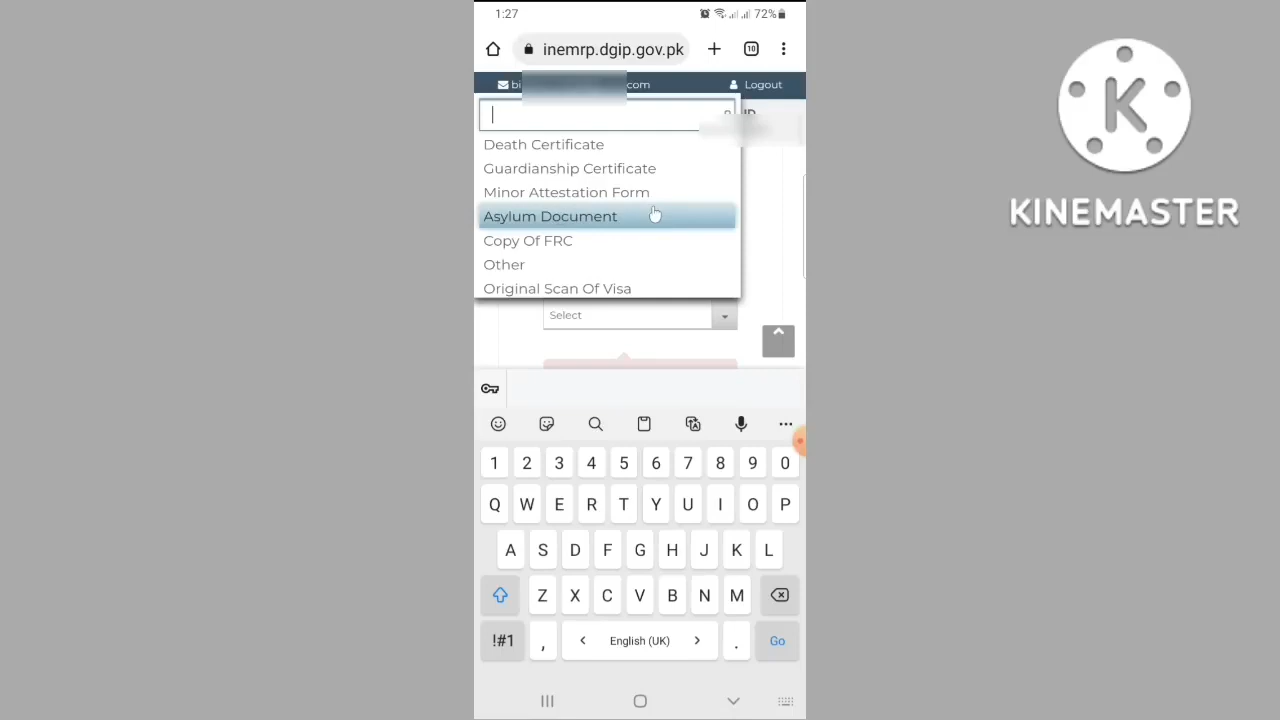 1:27
72%
inemrp.dgip.gov.pk
10
bi
com
Logout
Death Certificate
Guardianship Certificate
Minor Attestation Form
Asylum Document
Copy Of FRC
Other
Original Scan Of Visa
Select
1 2 3 4 5 6 7 8 9 0
Q W E R T Y U I O P
A S D F G H J K L
Z X C V B N M
!#1 , < English (UK) > . Go
K
KINEMASTER